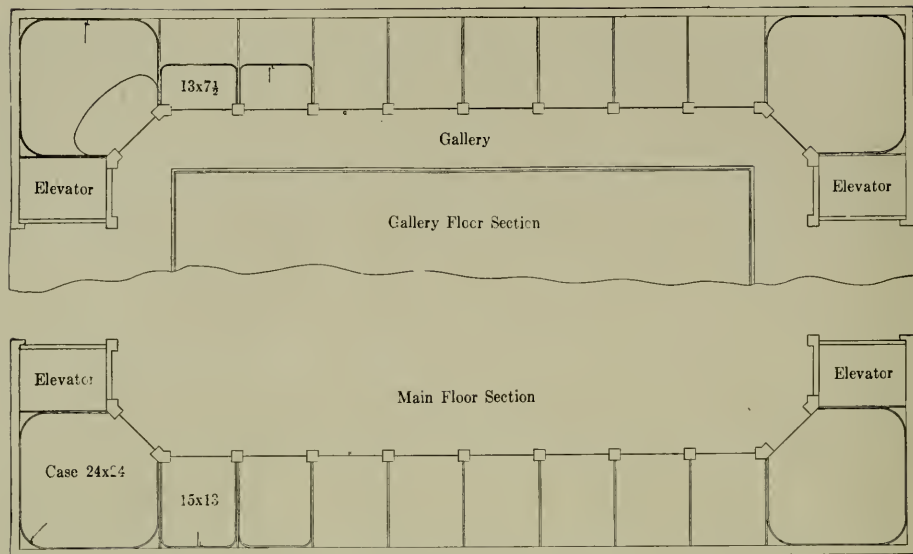 13x7½
Gallery
Elevator
Elevator
Gallery Floor Section
Elevator
Elevator
Main Floor Section
Case 24x24
15x13